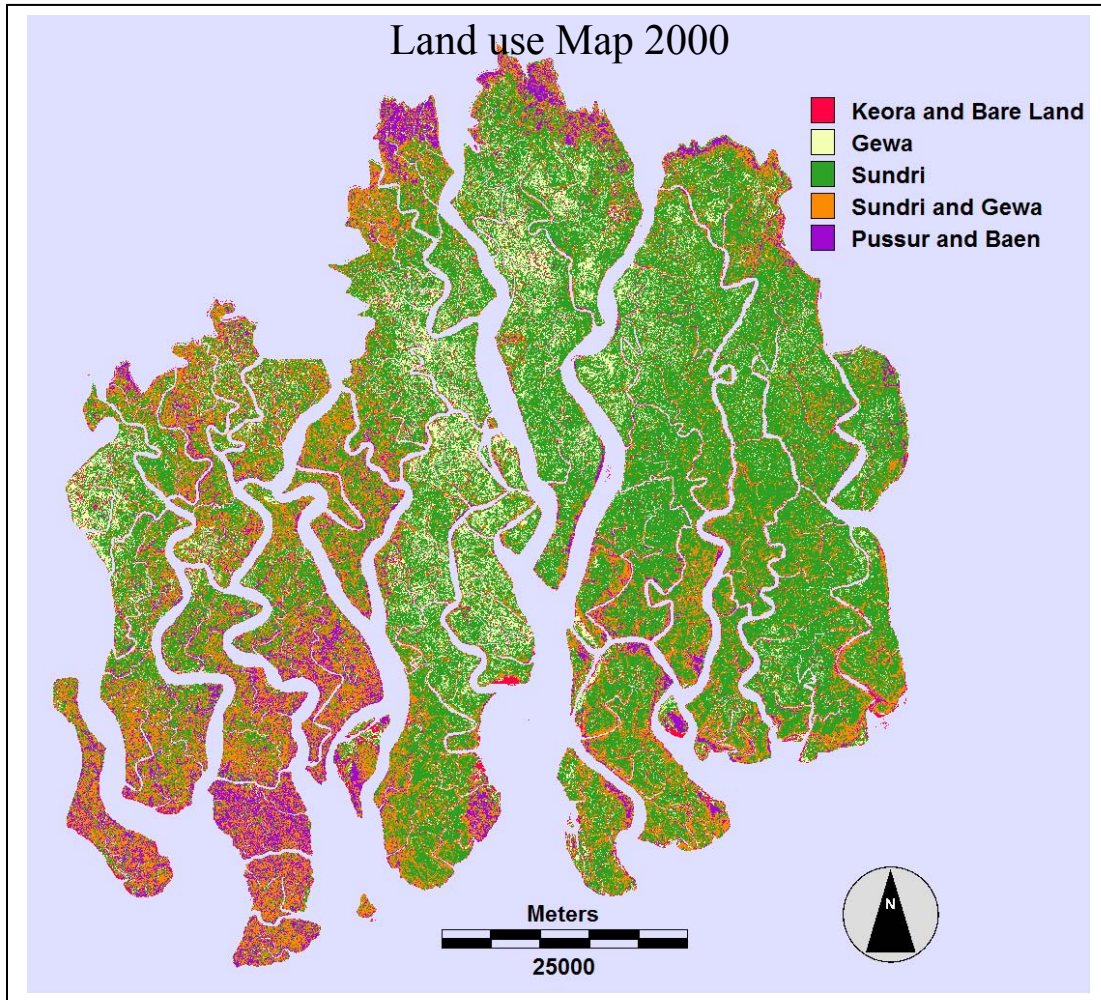 Land use Map 2000
Keora and Bare Land
Gewa
Sundri
Sundri and Gewa
Pussur and Baen
Meters
25000
N